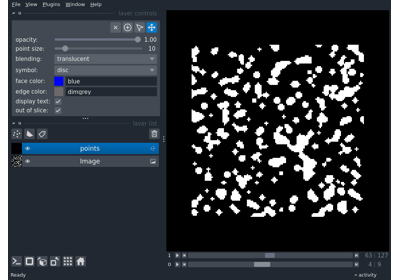 File View Plugins Window Help
layer controls
opacity: 1.00
point size: 10
blending: translucent
symbol: disc
face color: blue
edge color: dimgrey
display text:
out of slice:
layer list
points
Image
1 63 127
0 4 9
Ready activity